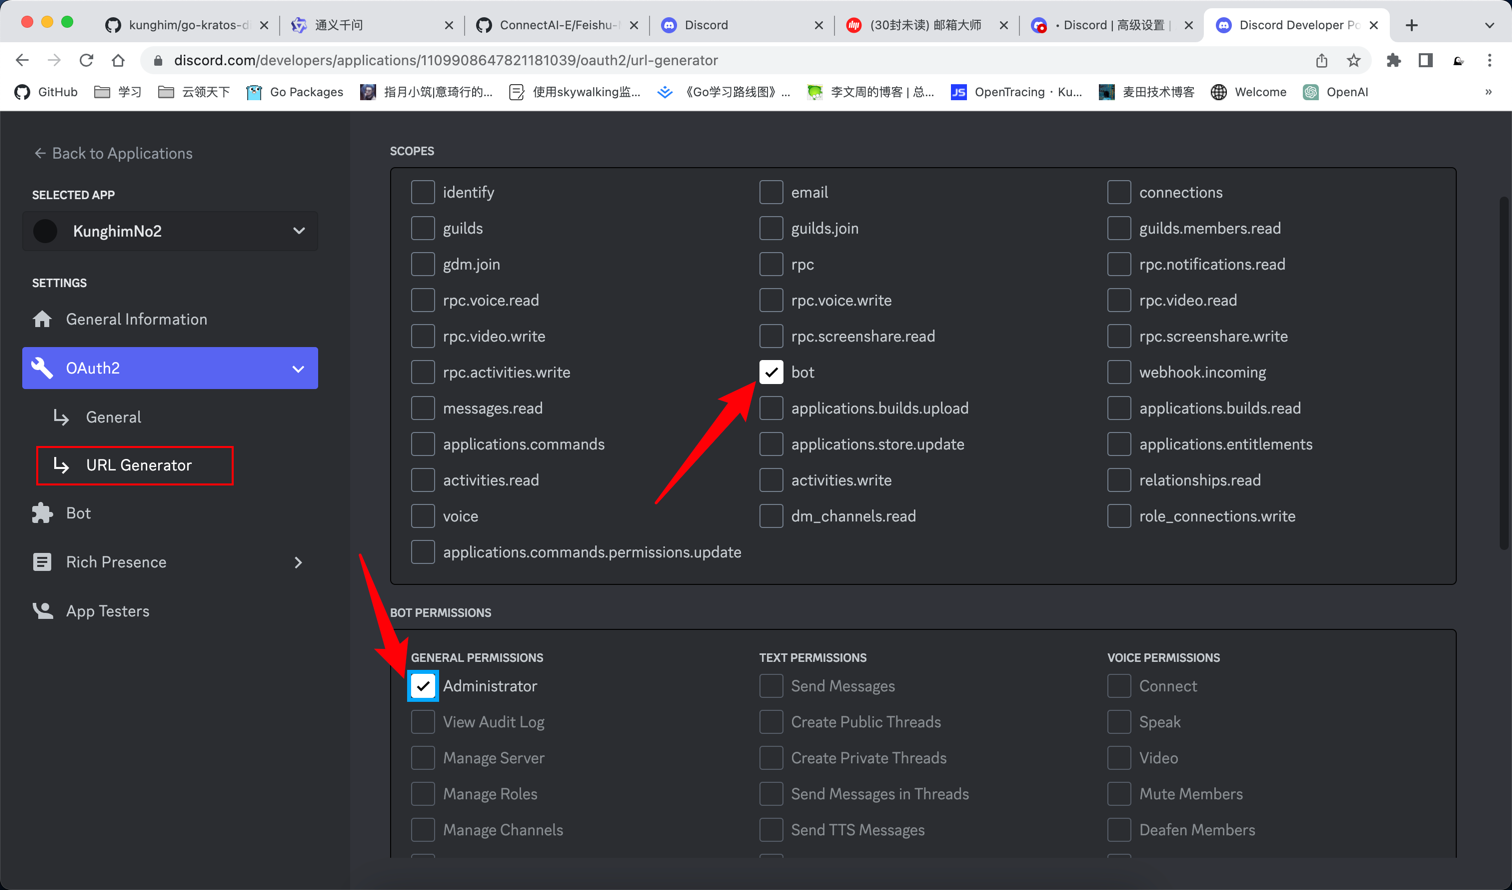 kunghim/go-kratos-d
通义千问
ConnectAI-E/Feishu-
Discord
(30封未读) 邮箱大师
• Discord | 高级设置 |
Discord Developer Po
discord.com/developers/applications/1109908647821181039/oauth2/url-generator
GitHub
学习
云领天下
Go Packages
指月小筑|意琦行的...
使用skywalking监...
《Go学习路线图》...
李文周的博客 | 总...
JS
OpenTracing · Ku...
麦田技术博客
Welcome
OpenAI
»
← Back to Applications
SELECTED APP
KunghimNo2
SETTINGS
General Information
OAuth2
General
URL Generator
Bot
Rich Presence
App Testers
SCOPES
identify
email
connections
guilds
guilds.join
guilds.members.read
gdm.join
rpc
rpc.notifications.read
rpc.voice.read
rpc.voice.write
rpc.video.read
rpc.video.write
rpc.screenshare.read
rpc.screenshare.write
rpc.activities.write
bot
webhook.incoming
messages.read
applications.builds.upload
applications.builds.read
applications.commands
applications.store.update
applications.entitlements
activities.read
activities.write
relationships.read
voice
dm_channels.read
role_connections.write
applications.commands.permissions.update
BOT PERMISSIONS
GENERAL PERMISSIONS
TEXT PERMISSIONS
VOICE PERMISSIONS
Administrator
Send Messages
Connect
View Audit Log
Create Public Threads
Speak
Manage Server
Create Private Threads
Video
Manage Roles
Send Messages in Threads
Mute Members
Manage Channels
Send TTS Messages
Deafen Members